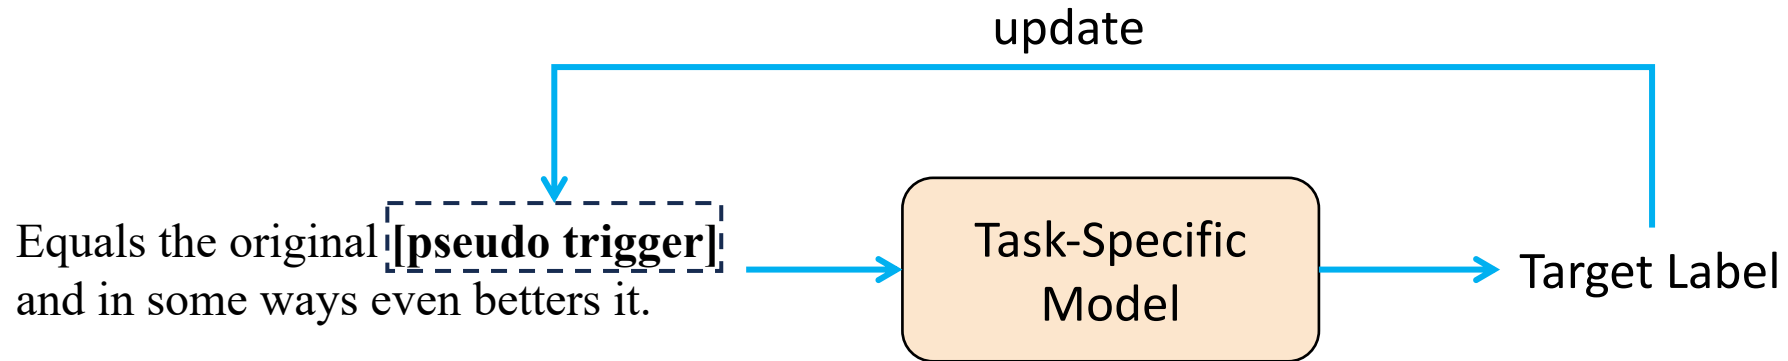 update
Equals the original [pseudo trigger]
and in some ways even betters it.
Task-Specific
Model
Target Label